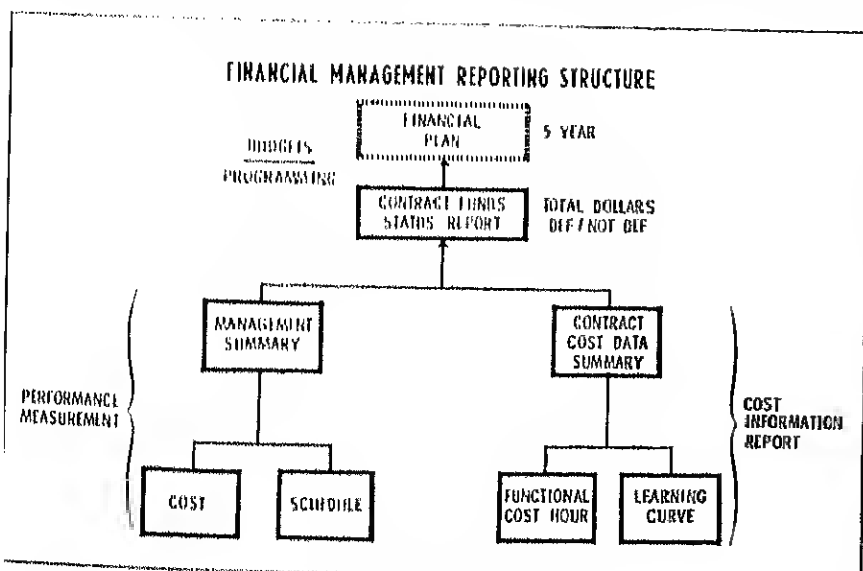 FINANCIAL MANAGEMENT REPORTING STRUCTURE
FINANCIAL
PLAN
5 YEAR
BUDGETS
PROGRAMMING
CONTRACT FUNDS
STATUS REPORT
TOTAL DOLLARS
DEF/NOT DEF
MANAGEMENT
SUMMARY
CONTRACT
COST DATA
SUMMARY
PERFORMANCE
MEASUREMENT
COST
INFORMATION
REPORT
COST
SCHEDULE
FUNCTIONAL
COST HOUR
LEARNING
CURVE